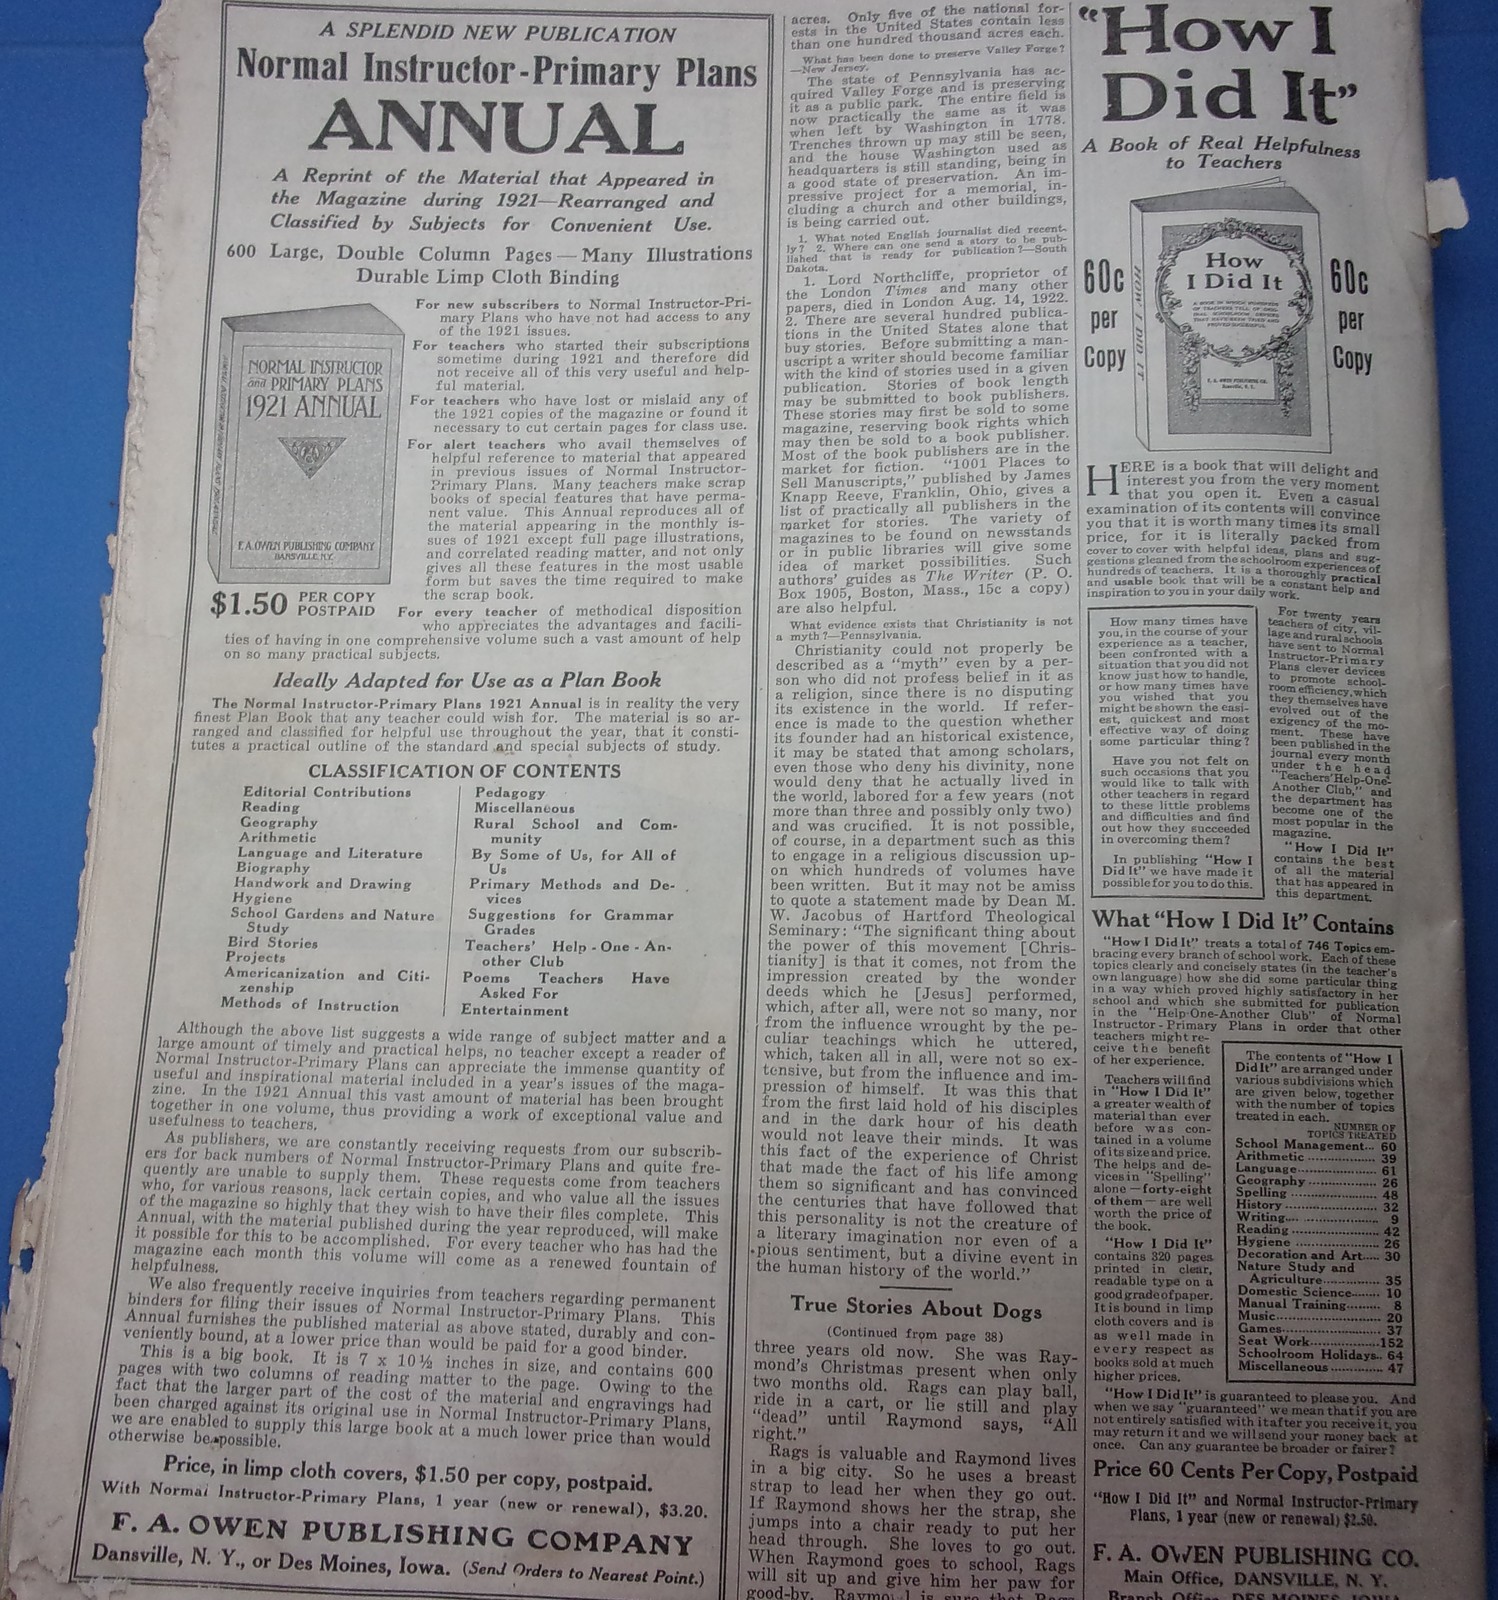 A SPLENDID NEW PUBLICATION
Normal Instructor-Primary Plans
ANNUAL
A Reprint of the Material that Appeared in
the Magazine during 1921—Rearranged and
Classified by Subjects for Convenient Use.
600 Large, Double Column Pages — Many Illustrations
Durable Limp Cloth Binding
NORMAL INSTRUCTOR
and PRIMARY PLANS
1921 ANNUAL
F. A. OWEN PUBLISHING COMPANY
DANSVILLE, N.Y.
$1.50 PER COPY
POSTPAID
For new subscribers to Normal Instructor-Pri-
mary Plans who have not had access to any
of the 1921 issues.
For teachers who started their subscriptions
sometime during 1921 and therefore did
not receive all of this very useful and help-
ful material.
For teachers who have lost or mislaid any of
the 1921 copies of the magazine or found it
necessary to cut certain pages for class use.
For alert teachers who avail themselves of
helpful reference to material that appeared
in previous issues of Normal Instructor-
Primary Plans. Many teachers make scrap
books of special features that have perma-
nent value. This Annual reproduces all of
the material appearing in the monthly is-
sues of 1921 except full page illustrations,
and correlated reading matter, and not only
gives all these features in the most usable
form but saves the time required to make
the scrap book.
For every teacher of methodical disposition
who appreciates the advantages and facili-
ties of having in one comprehensive volume such a vast amount of help
on so many practical subjects.
Ideally Adapted for Use as a Plan Book
The Normal Instructor-Primary Plans 1921 Annual is in reality the very
finest Plan Book that any teacher could wish for. The material is so ar-
ranged and classified for helpful use throughout the year, that it consti-
tutes a practical outline of the standard and special subjects of study.
CLASSIFICATION OF CONTENTS
Editorial Contributions
Reading
Geography
Arithmetic
Language and Literature
Biography
Handwork and Drawing
Hygiene
School Gardens and Nature
Study
Bird Stories
Projects
Americanization and Citi-
zenship
Methods of Instruction
Pedagogy
Miscellaneous
Rural School and Com-
munity
By Some of Us, for All of
Us
Primary Methods and De-
vices
Suggestions for Grammar
Grades
Teachers' Help-One-An-
other Club
Poems Teachers Have
Asked For
Entertainment
Although the above list suggests a wide range of subject matter and a
large amount of timely and practical helps, no teacher except a reader of
Normal Instructor-Primary Plans can appreciate the immense quantity of
useful and inspirational material included in a year's issues of the maga-
zine. In the 1921 Annual this vast amount of material has been brought
together in one volume, thus providing a work of exceptional value and
usefulness to teachers.
As publishers, we are constantly receiving requests from our subscrib-
ers for back numbers of Normal Instructor-Primary Plans and quite fre-
quently are unable to supply them. These requests come from teachers
who, for various reasons, lack certain copies, and who value all the issues
of the magazine so highly that they wish to have their files complete. This
Annual, with the material published during the year reproduced, will make
it possible for this to be accomplished. For every teacher who has had the
magazine each month this volume will come as a renewed fountain of
helpfulness.
We also frequently receive inquiries from teachers regarding permanent
binders for filing their issues of Normal Instructor-Primary Plans. This
Annual furnishes the published material as above stated, durably and con-
veniently bound, at a lower price than would be paid for a good binder.
This is a big book. It is 7 x 10½ inches in size, and contains 600
pages with two columns of reading matter to the page. Owing to the
fact that the larger part of the cost of the material and engravings had
been charged against its original use in Normal Instructor-Primary Plans,
we are enabled to supply this large book at a much lower price than would
otherwise be possible.
Price, in limp cloth covers, $1.50 per copy, postpaid.
With Normal Instructor-Primary Plans, 1 year (new or renewal), $3.20.
F. A. OWEN PUBLISHING COMPANY
Dansville, N. Y., or Des Moines, Iowa. (Send Orders to Nearest Point.)
acres. Only five of the national for-
ests in the United States contain less
than one hundred thousand acres each.
What has been done to preserve Valley Forge?
—New Jersey.
The state of Pennsylvania has ac-
quired Valley Forge and is preserving
it as a public park. The entire field is
now practically the same as it was
when left by Washington in 1778.
Trenches thrown up may still be seen,
and the house Washington used as
headquarters is still standing, being in
a good state of preservation. An im-
pressive project for a memorial, in-
cluding a church and other buildings,
is being carried out.
1. What noted English journalist died recent-
ly? 2. Where can one send a story to be pub-
lished that is ready for publication?—South
Dakota.
1. Lord Northcliffe, proprietor of
the London Times and many other
papers, died in London Aug. 14, 1922.
2. There are several hundred publica-
tions in the United States alone that
buy stories. Before submitting a man-
uscript a writer should become familiar
with the kind of stories used in a given
publication. Stories of book length
may be submitted to book publishers.
These stories may first be sold to some
magazine, reserving book rights which
may then be sold to a book publisher.
Most of the book publishers are in the
market for fiction. "1001 Places to
Sell Manuscripts," published by James
Knapp Reeve, Franklin, Ohio, gives a
list of practically all publishers in the
market for stories. The variety of
magazines to be found on newsstands
or in public libraries will give some
idea of market possibilities. Such
authors' guides as The Writer (P. O.
Box 1905, Boston, Mass., 15c a copy)
are also helpful.
What evidence exists that Christianity is not
a myth?—Pennsylvania.
Christianity could not properly be
described as a "myth" even by a per-
son who did not profess belief in it as
a religion, since there is no disputing
its existence in the world. If refer-
ence is made to the question whether
its founder had an historical existence,
it may be stated that among scholars,
even those who deny his divinity, none
would deny that he actually lived in
the world, labored for a few years (not
more than three and possibly only two)
and was crucified. It is not possible,
of course, in a department such as this
to engage in a religious discussion up-
on which hundreds of volumes have
been written. But it may not be amiss
to quote a statement made by Dean M.
W. Jacobus of Hartford Theological
Seminary: "The significant thing about
the power of this movement [Chris-
tianity] is that it comes, not from the
impression created by the wonder
deeds which he [Jesus] performed,
which, after all, were not so many, nor
from the influence wrought by the pe-
culiar teachings which he uttered,
which, taken all in all, were not so ex-
tensive, but from the influence and im-
pression of himself. It was this that
from the first laid hold of his disciples
and in the dark hour of his death
would not leave their minds. It was
this fact of the experience of Christ
that made the fact of his life among
them so significant and has convinced
the centuries that have followed that
this personality is not the creature of
a literary imagination nor even of a
pious sentiment, but a divine event in
the human history of the world."
True Stories About Dogs
(Continued from page 38)
three years old now. She was Ray-
mond's Christmas present when only
two months old. Rags can play ball,
ride in a cart, or lie still and play
"dead" until Raymond says, "All
right."
Rags is valuable and Raymond lives
in a big city. So he uses a breast
strap to lead her when they go out.
If Raymond shows her the strap, she
jumps into a chair ready to put her
head through. She loves to go out.
When Raymond goes to school, Rags
will sit up and give him her paw for
good-by. Raymond is sure that Rags
"How I
Did It"
A Book of Real Helpfulness
to Teachers
60c
per
Copy
HOW I DID IT
How
I Did It
A BOOK IN WHICH HUNDREDS
OF TEACHERS TELL OF ORIG-
INAL SCHOOLROOM DEVICES
THAT HAVE BEEN TRIED AND
PROVED SUCCESSFUL
F. A. OWEN PUBLISHING CO.
Dansville, N. Y.
60c
per
Copy
HERE is a book that will delight and
interest you from the very moment
that you open it. Even a casual
examination of its contents will convince
you that it is worth many times its small
price, for it is literally packed from
cover to cover with helpful ideas, plans and sug-
gestions gleaned from the schoolroom experiences of
hundreds of teachers. It is a thoroughly practical
and usable book that will be a constant help and
inspiration to you in your daily work.
How many times have
you, in the course of your
experience as a teacher,
been confronted with a
situation that you did not
know just how to handle,
or how many times have
you wished that you
might be shown the easi-
est, quickest and most
effective way of doing
some particular thing?
Have you not felt on
such occasions that you
would like to talk with
other teachers in regard
to these little problems
and difficulties and find
out how they succeeded
in overcoming them?
In publishing "How I
Did It" we have made it
possible for you to do this.
For twenty years
teachers of city, vil-
lage and rural schools
have sent to Normal
Instructor-Primary
Plans clever devices
to promote school-
room efficiency, which
they themselves have
evolved out of the
exigency of the mo-
ment. These have
been published in the
journal every month
under the head
"Teachers' Help-One-
Another Club," and
the department has
become one of the
most popular in the
magazine.
"How I Did It"
contains the best
of all the material
that has appeared in
this department.
What "How I Did It" Contains
"How I Did It" treats a total of 746 Topics em-
bracing every branch of school work. Each of these
topics clearly and concisely states (in the teacher's
own language) how she did some particular thing
in a way which proved highly satisfactory in her
school and which she submitted for publication
in the "Help-One-Another Club" of Normal
Instructor-Primary Plans in order that other
teachers might re-
ceive the benefit
of her experience.
Teachers will find
in "How I Did It"
a greater wealth of
material than ever
before was con-
tained in a volume
of its size and price.
The helps and de-
vices in "Spelling"
alone—forty-eight
of them—are well
worth the price of
the book.
"How I Did It"
contains 320 pages
printed in clear,
readable type on a
good grade of paper.
It is bound in limp
cloth covers and is
as well made in
every respect as
books sold at much
higher prices.
The contents of "How I
Did It" are arranged under
various subdivisions which
are given below, together
with the number of topics
treated in each.
NUMBER OF
TOPICS TREATED
School Management... 60
Arithmetic ... 39
Language... 61
Geography ... 26
Spelling ... 48
History ... 32
Writing... 9
Reading ... 42
Hygiene ... 26
Decoration and Art... 30
Nature Study and
Agriculture... 35
Domestic Science... 10
Manual Training... 8
Music... 20
Games... 37
Seat Work... 152
Schoolroom Holidays.. 64
Miscellaneous ... 47
"How I Did It" is guaranteed to please you. And
when we say "guaranteed" we mean that if you are
not entirely satisfied with it after you receive it, you
may return it and we will send your money back at
once. Can any guarantee be broader or fairer?
Price 60 Cents Per Copy, Postpaid
"How I Did It" and Normal Instructor-Primary
Plans, 1 year (new or renewal) $2.50.
F. A. OWEN PUBLISHING CO.
Main Office, DANSVILLE, N. Y.
Branch Office, DES MOINES, IOWA